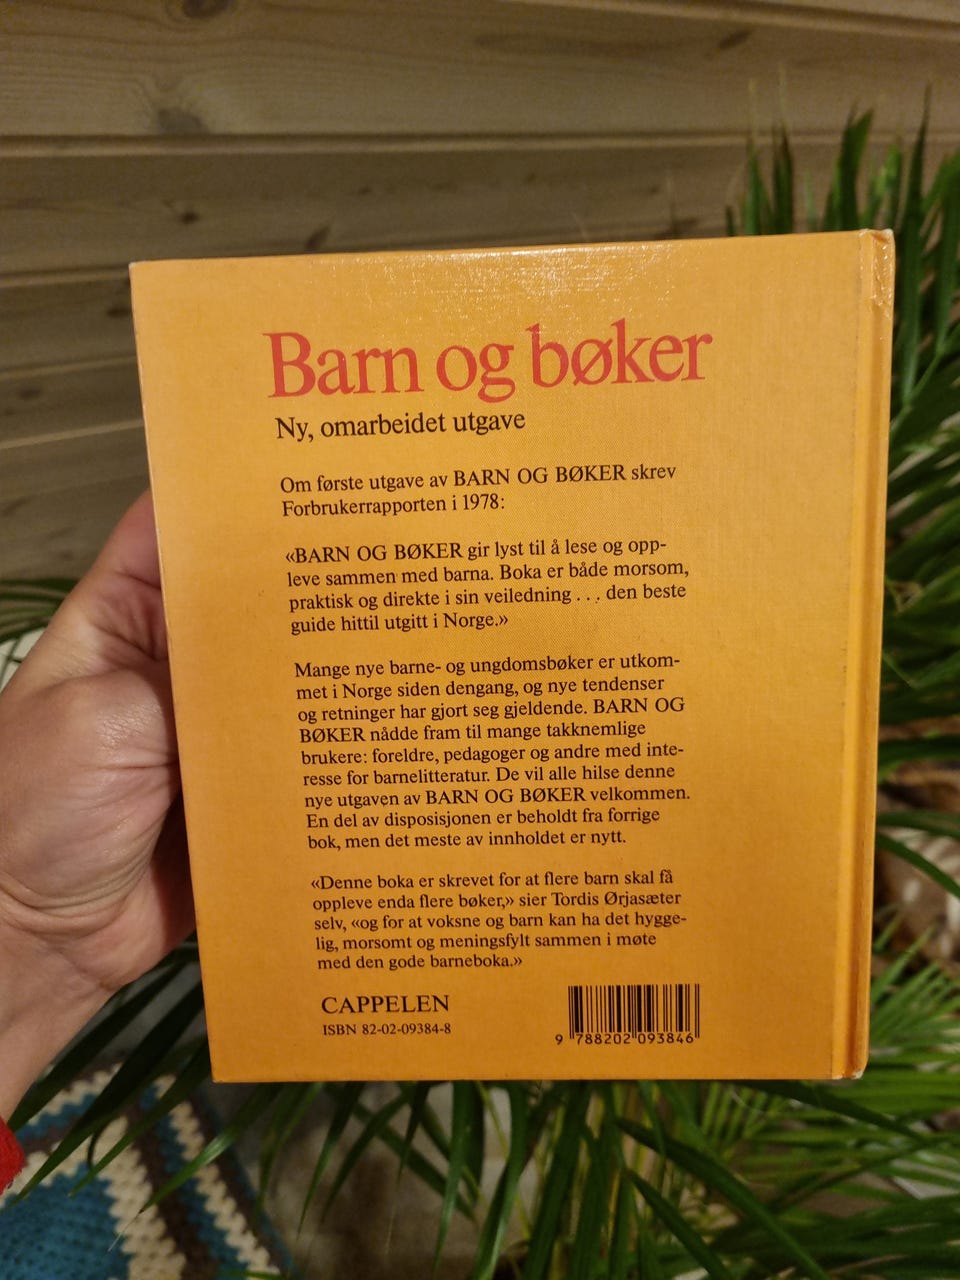 Barn og bøker
Ny, omarbeidet utgave
Om første utgave av BARN OG BØKER skrev
Forbrukerrapporten i 1978:
«BARN OG BØKER gir lyst til å lese og opp-
leve sammen med barna. Boka er både morsom,
praktisk og direkte i sin veiledning . . . den beste
guide hittil utgitt i Norge.»
Mange nye barne- og ungdomsbøker er utkom-
met i Norge siden dengang, og nye tendenser
og retninger har gjort seg gjeldende. BARN OG
BØKER nådde fram til mange takknemlige
brukere: foreldre, pedagoger og andre med inte-
resse for barnelitteratur. De vil alle hilse denne
nye utgaven av BARN OG BØKER velkommen.
En del av disposisjonen er beholdt fra forrige
bok, men det meste av innholdet er nytt.
«Denne boka er skrevet for at flere barn skal få
oppleve enda flere bøker,» sier Tordis Ørjasæter
selv, «og for at voksne og barn kan ha det hygge-
lig, morsomt og meningsfylt sammen i møte
med den gode barneboka.»
CAPPELEN
ISBN 82-02-09384-8
9 788202 093846